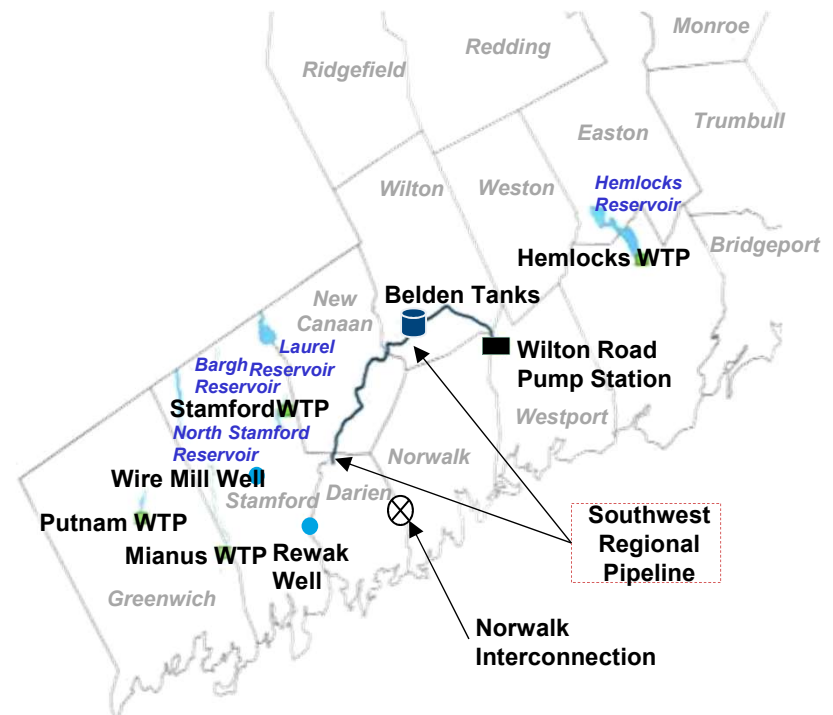 Monroe
Redding
Ridgefield
Trumbull
Easton
Wilton
Weston
Hemlocks
Reservoir
Bridgeport
Hemlocks WTP
Belden Tanks
New
Canaan
Laurel
Reservoir
Bargh
Reservoir
Wilton Road
Pump Station
StamfordWTP
Westport
North Stamford
Reservoir
Norwalk
Wire Mill Well
Stamford
Darien
Southwest
Regional
Pipeline
Putnam WTP
Mianus WTP
Rewak
Well
Greenwich
Norwalk
Interconnection